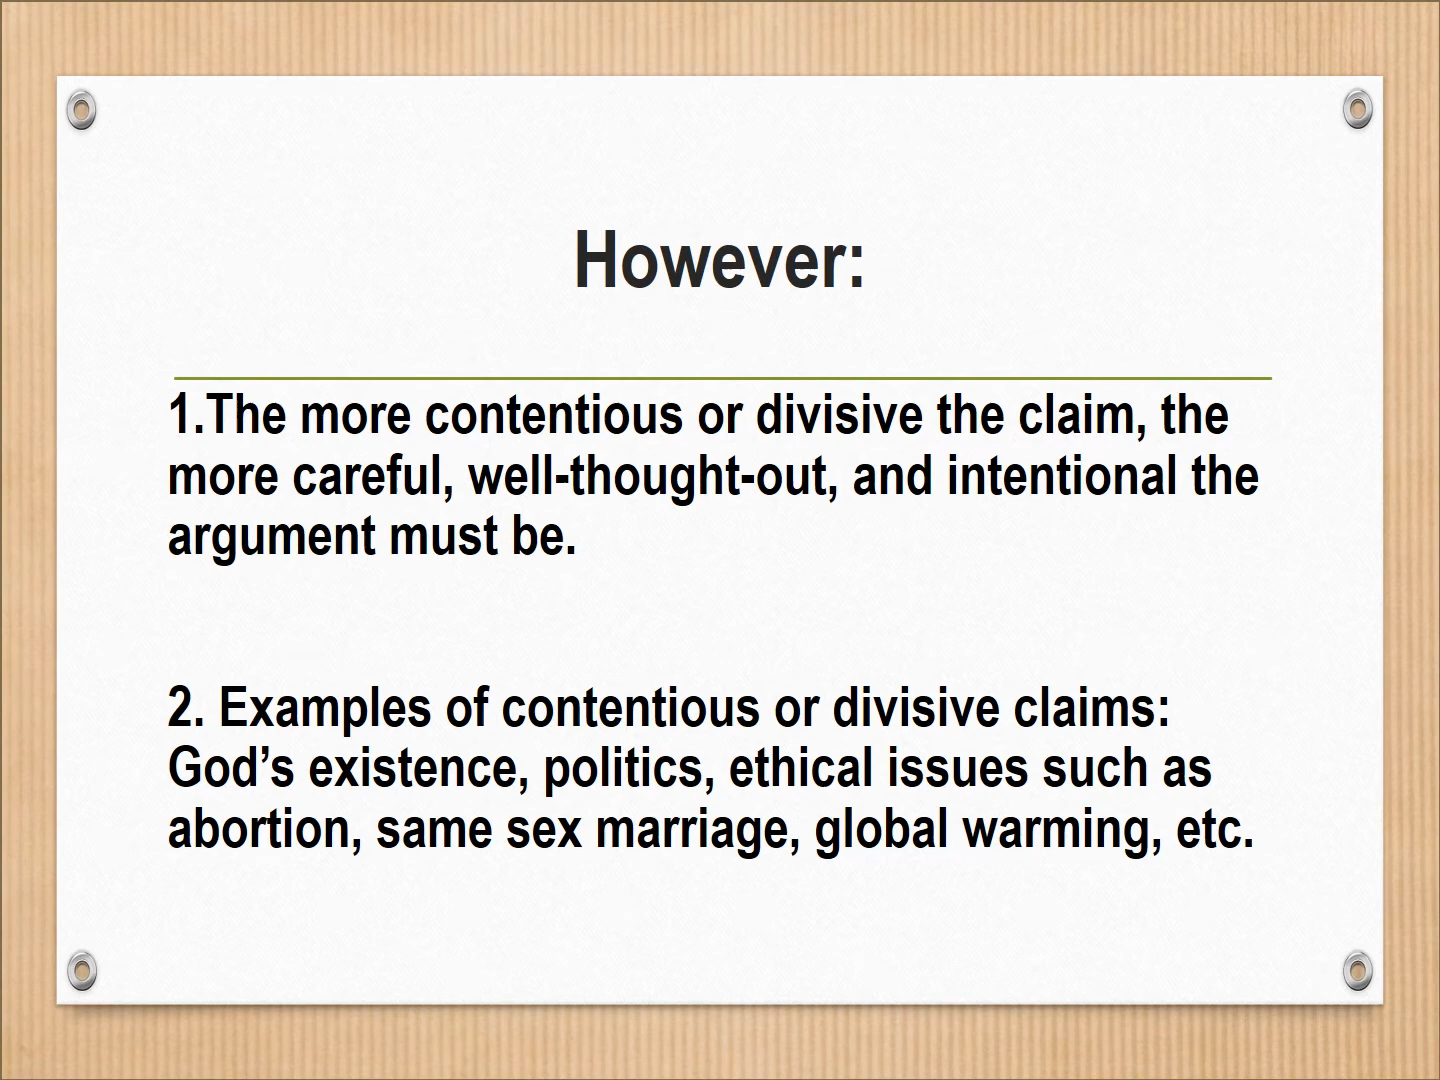 However:
1.The more contentious or divisive the claim, the
more careful, well-thought-out, and intentional the
argument must be.
2. Examples of contentious or divisive claims:
God’s existence, politics, ethical issues such as
abortion, same sex marriage, global warming, etc.